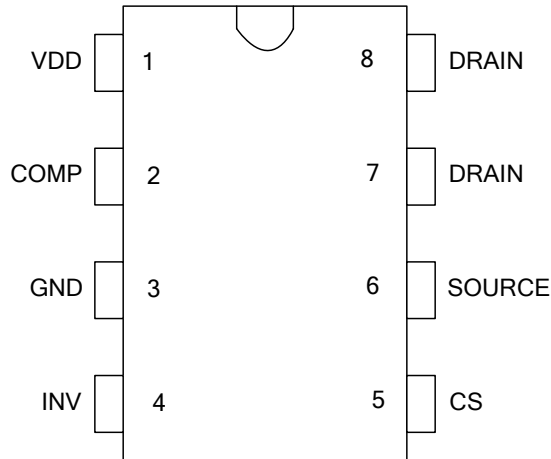 VDD 1 8 DRAIN
COMP 2 7 DRAIN
GND 3 6 SOURCE
INV 4 5 CS